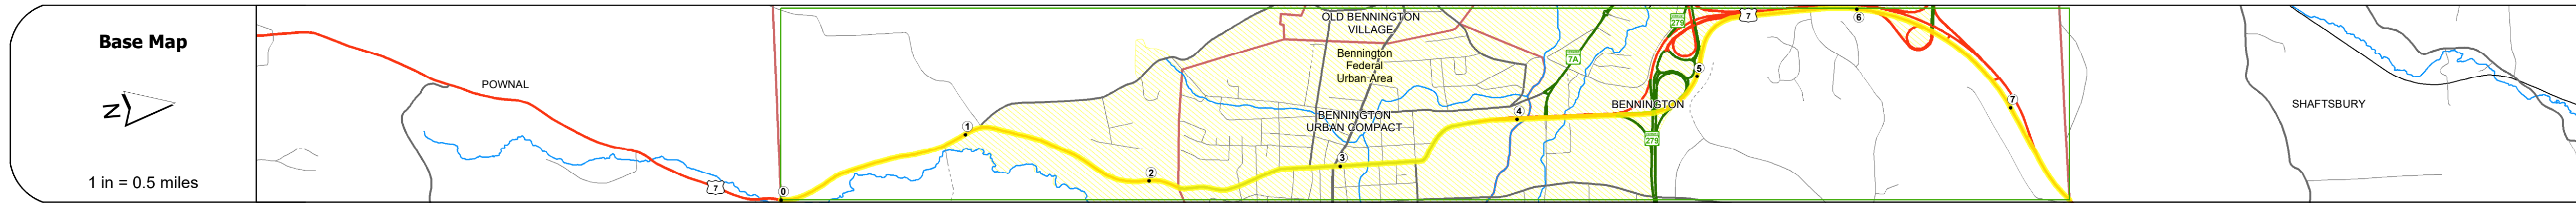 Base Map
N
1 in = 0.5 miles
POWNAL
7
0
1
2
3
4
5
6
7
OLD BENNINGTON
VILLAGE
Bennington
Federal
Urban Area
BENNINGTON
URBAN COMPACT
7A
279
7
BENNINGTON
279
SHAFTSBURY